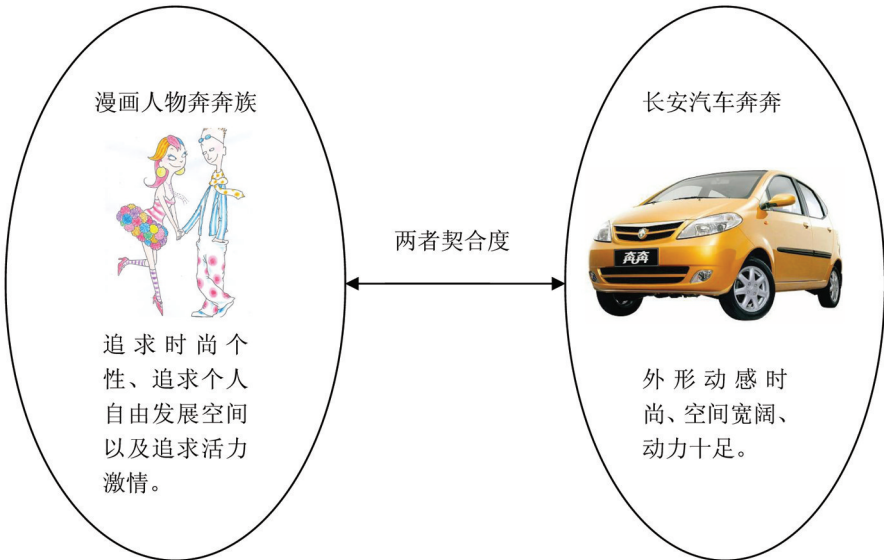 漫画人物奔奔族
追求时尚个
性、追求个人
自由发展空间
以及追求活力
激情。
两者契合度
长安汽车奔奔
奔奔
外形动感时
尚、空间宽阔、
动力十足。